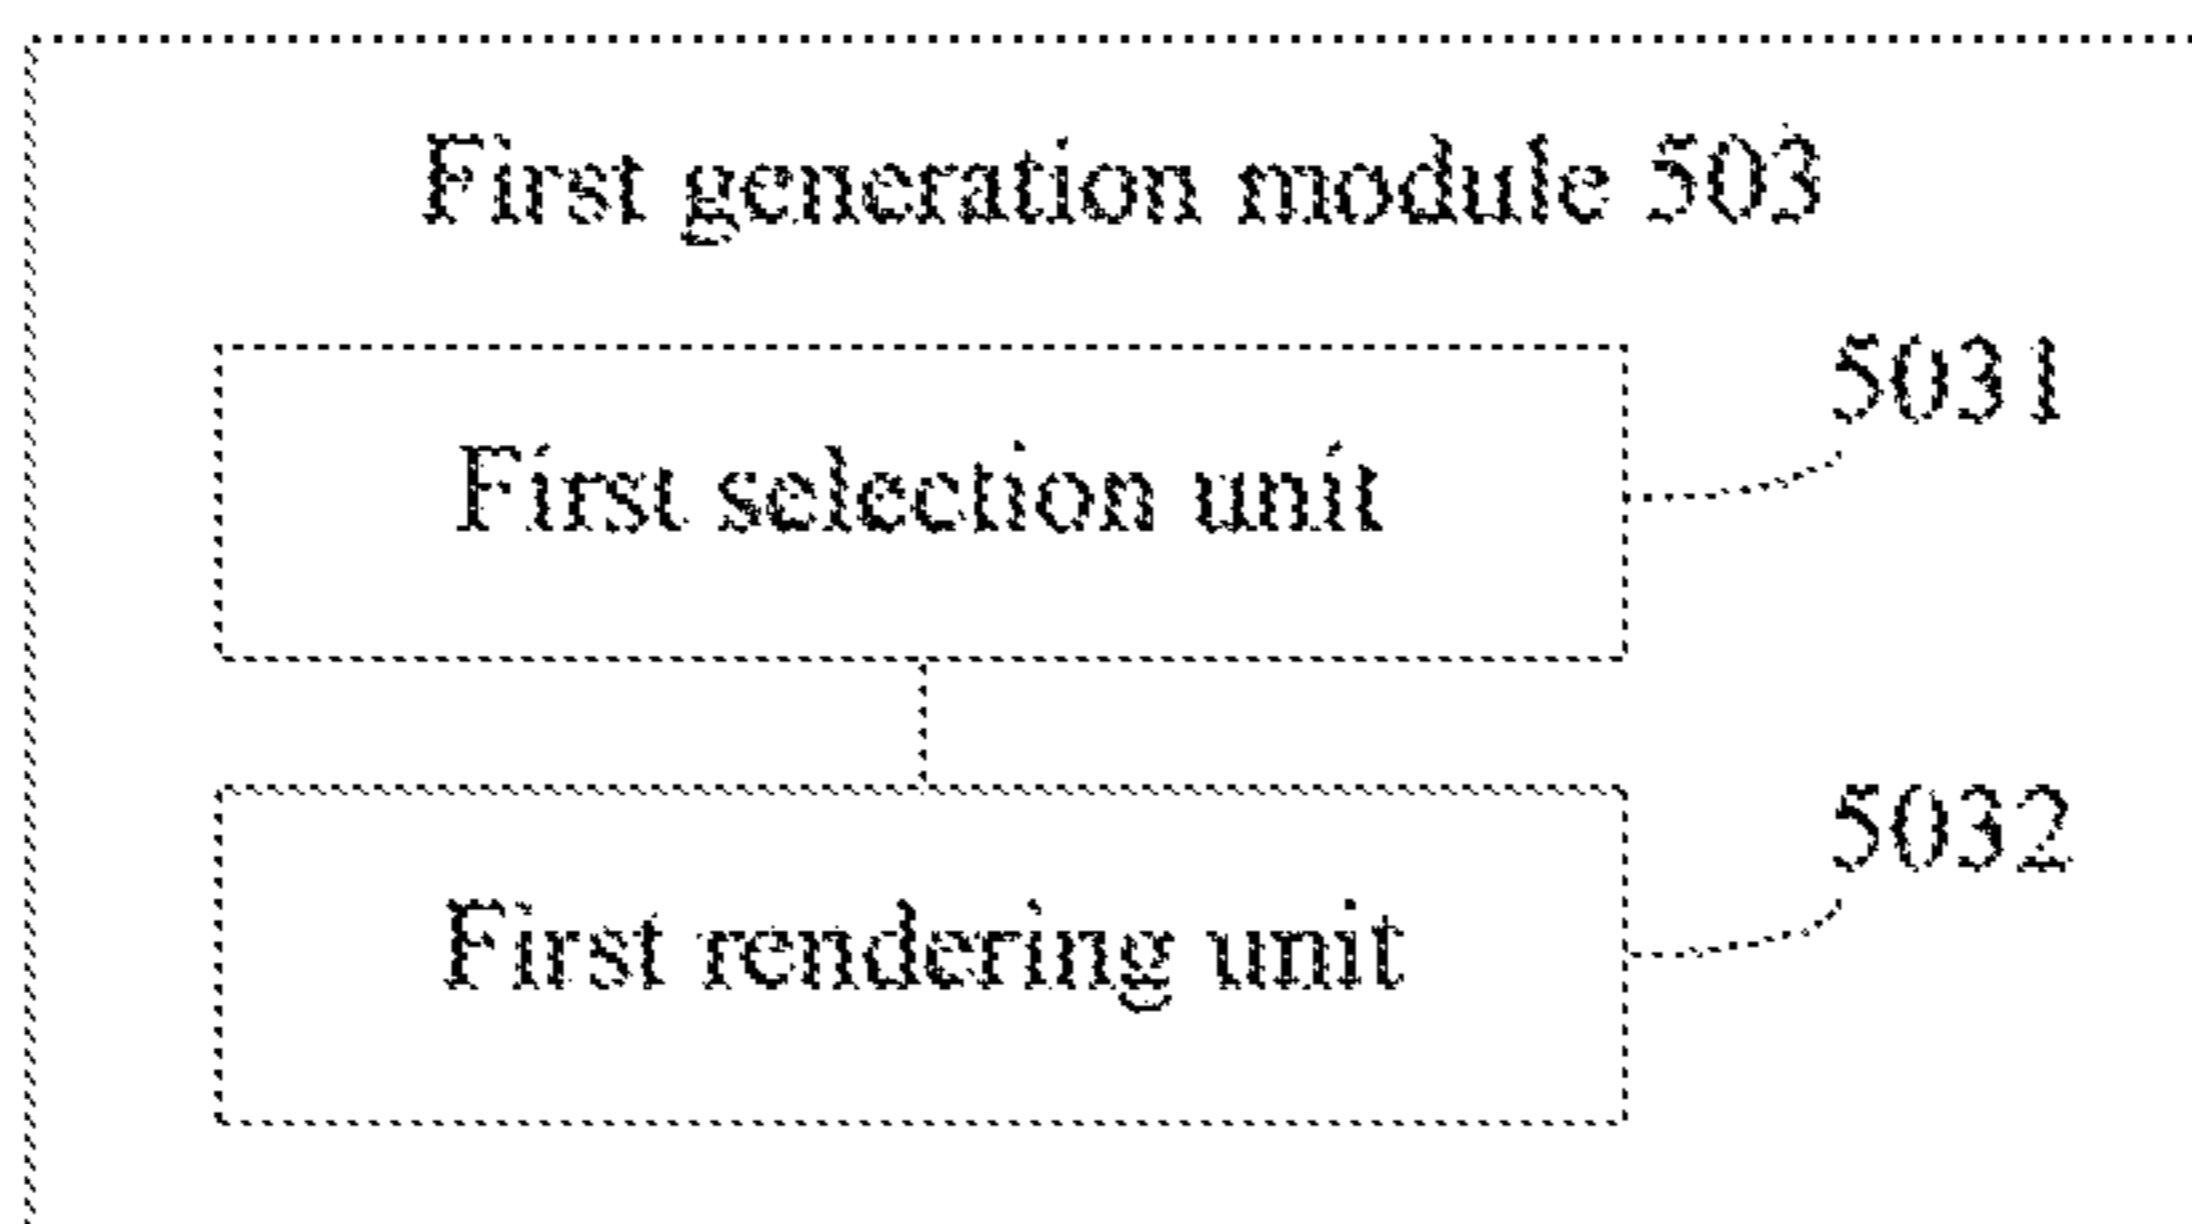 First generation module 503
5031
First selection unit
5032
First rendering unit